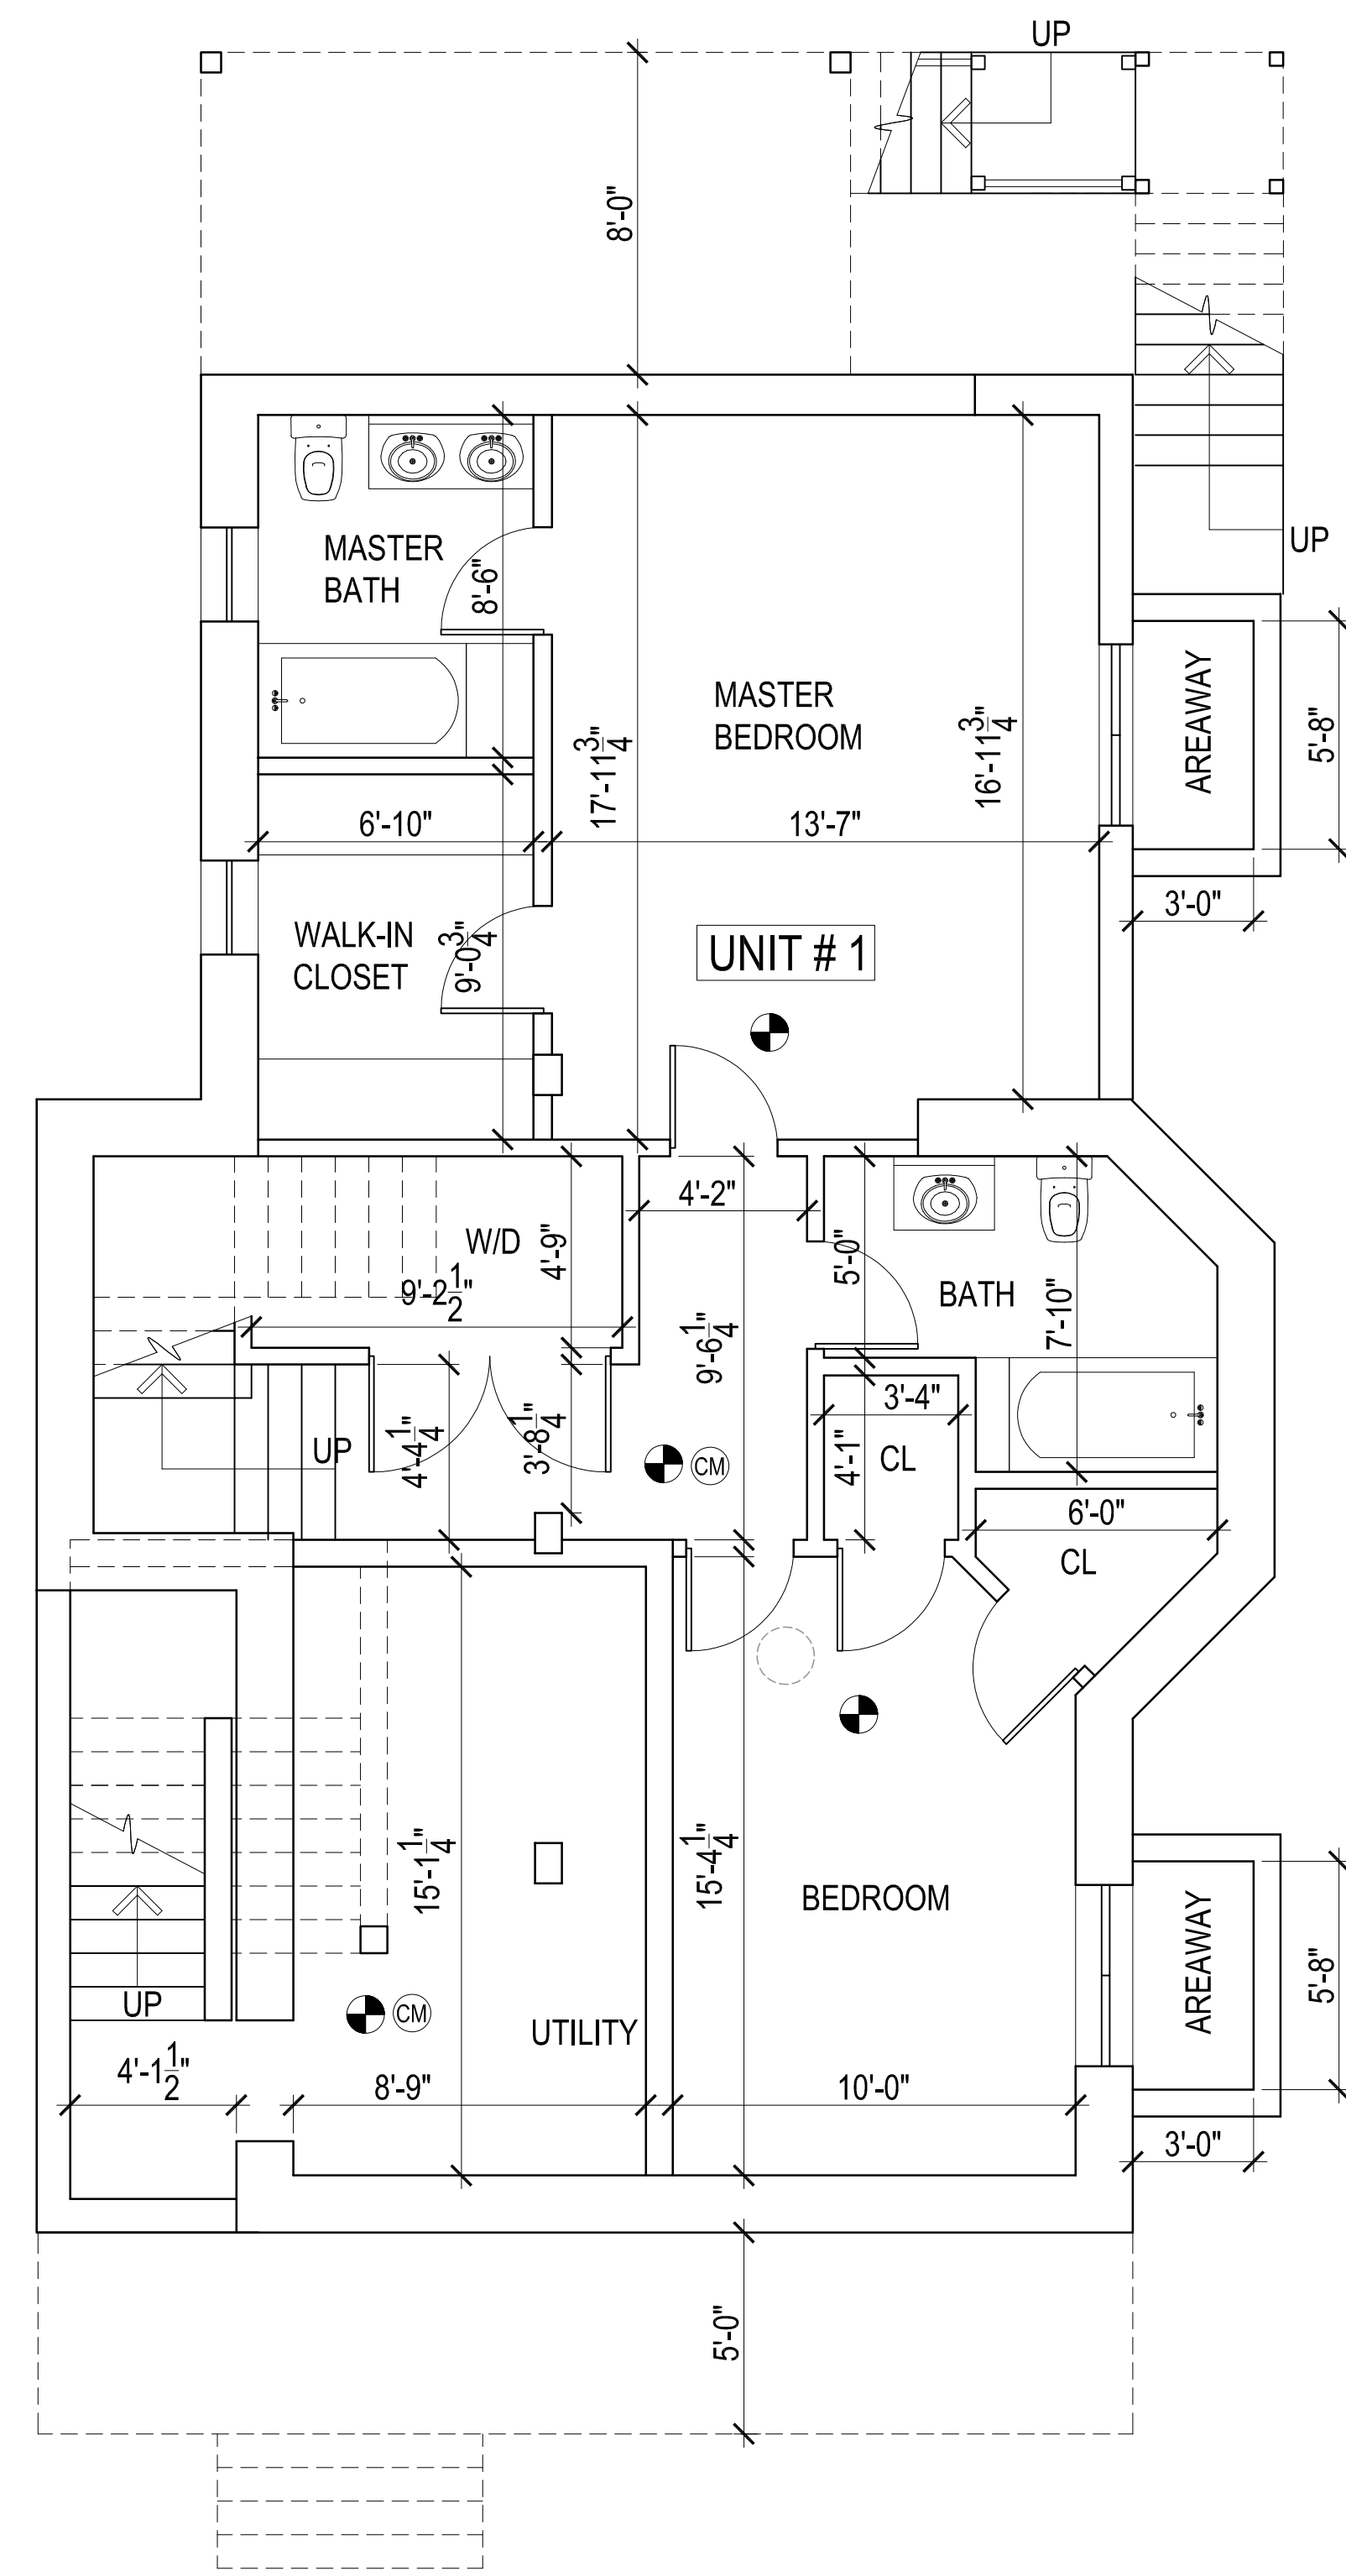 UP
8'-0"
UP
MASTER
BATH
8'-6"
MASTER
BEDROOM
17'-11 3/4"
16'-11 3/4"
AREAWAY
5'-8"
6'-10"
13'-7"
3'-0"
WALK-IN
CLOSET
9'-0 3/4"
UNIT # 1
4'-2"
W/D
4'-9"
9'-2 1/2"
5'-0"
BATH
7'-10"
9'-6 1/4"
3'-4"
UP
4'-4 1/4"
3'-8 1/4"
CM
4'-1"
CL
6'-0"
CL
15'-1 1/4"
15'-4 1/4"
BEDROOM
AREAWAY
5'-8"
UP
CM
UTILITY
4'-1 1/2"
8'-9"
10'-0"
3'-0"
5'-0"